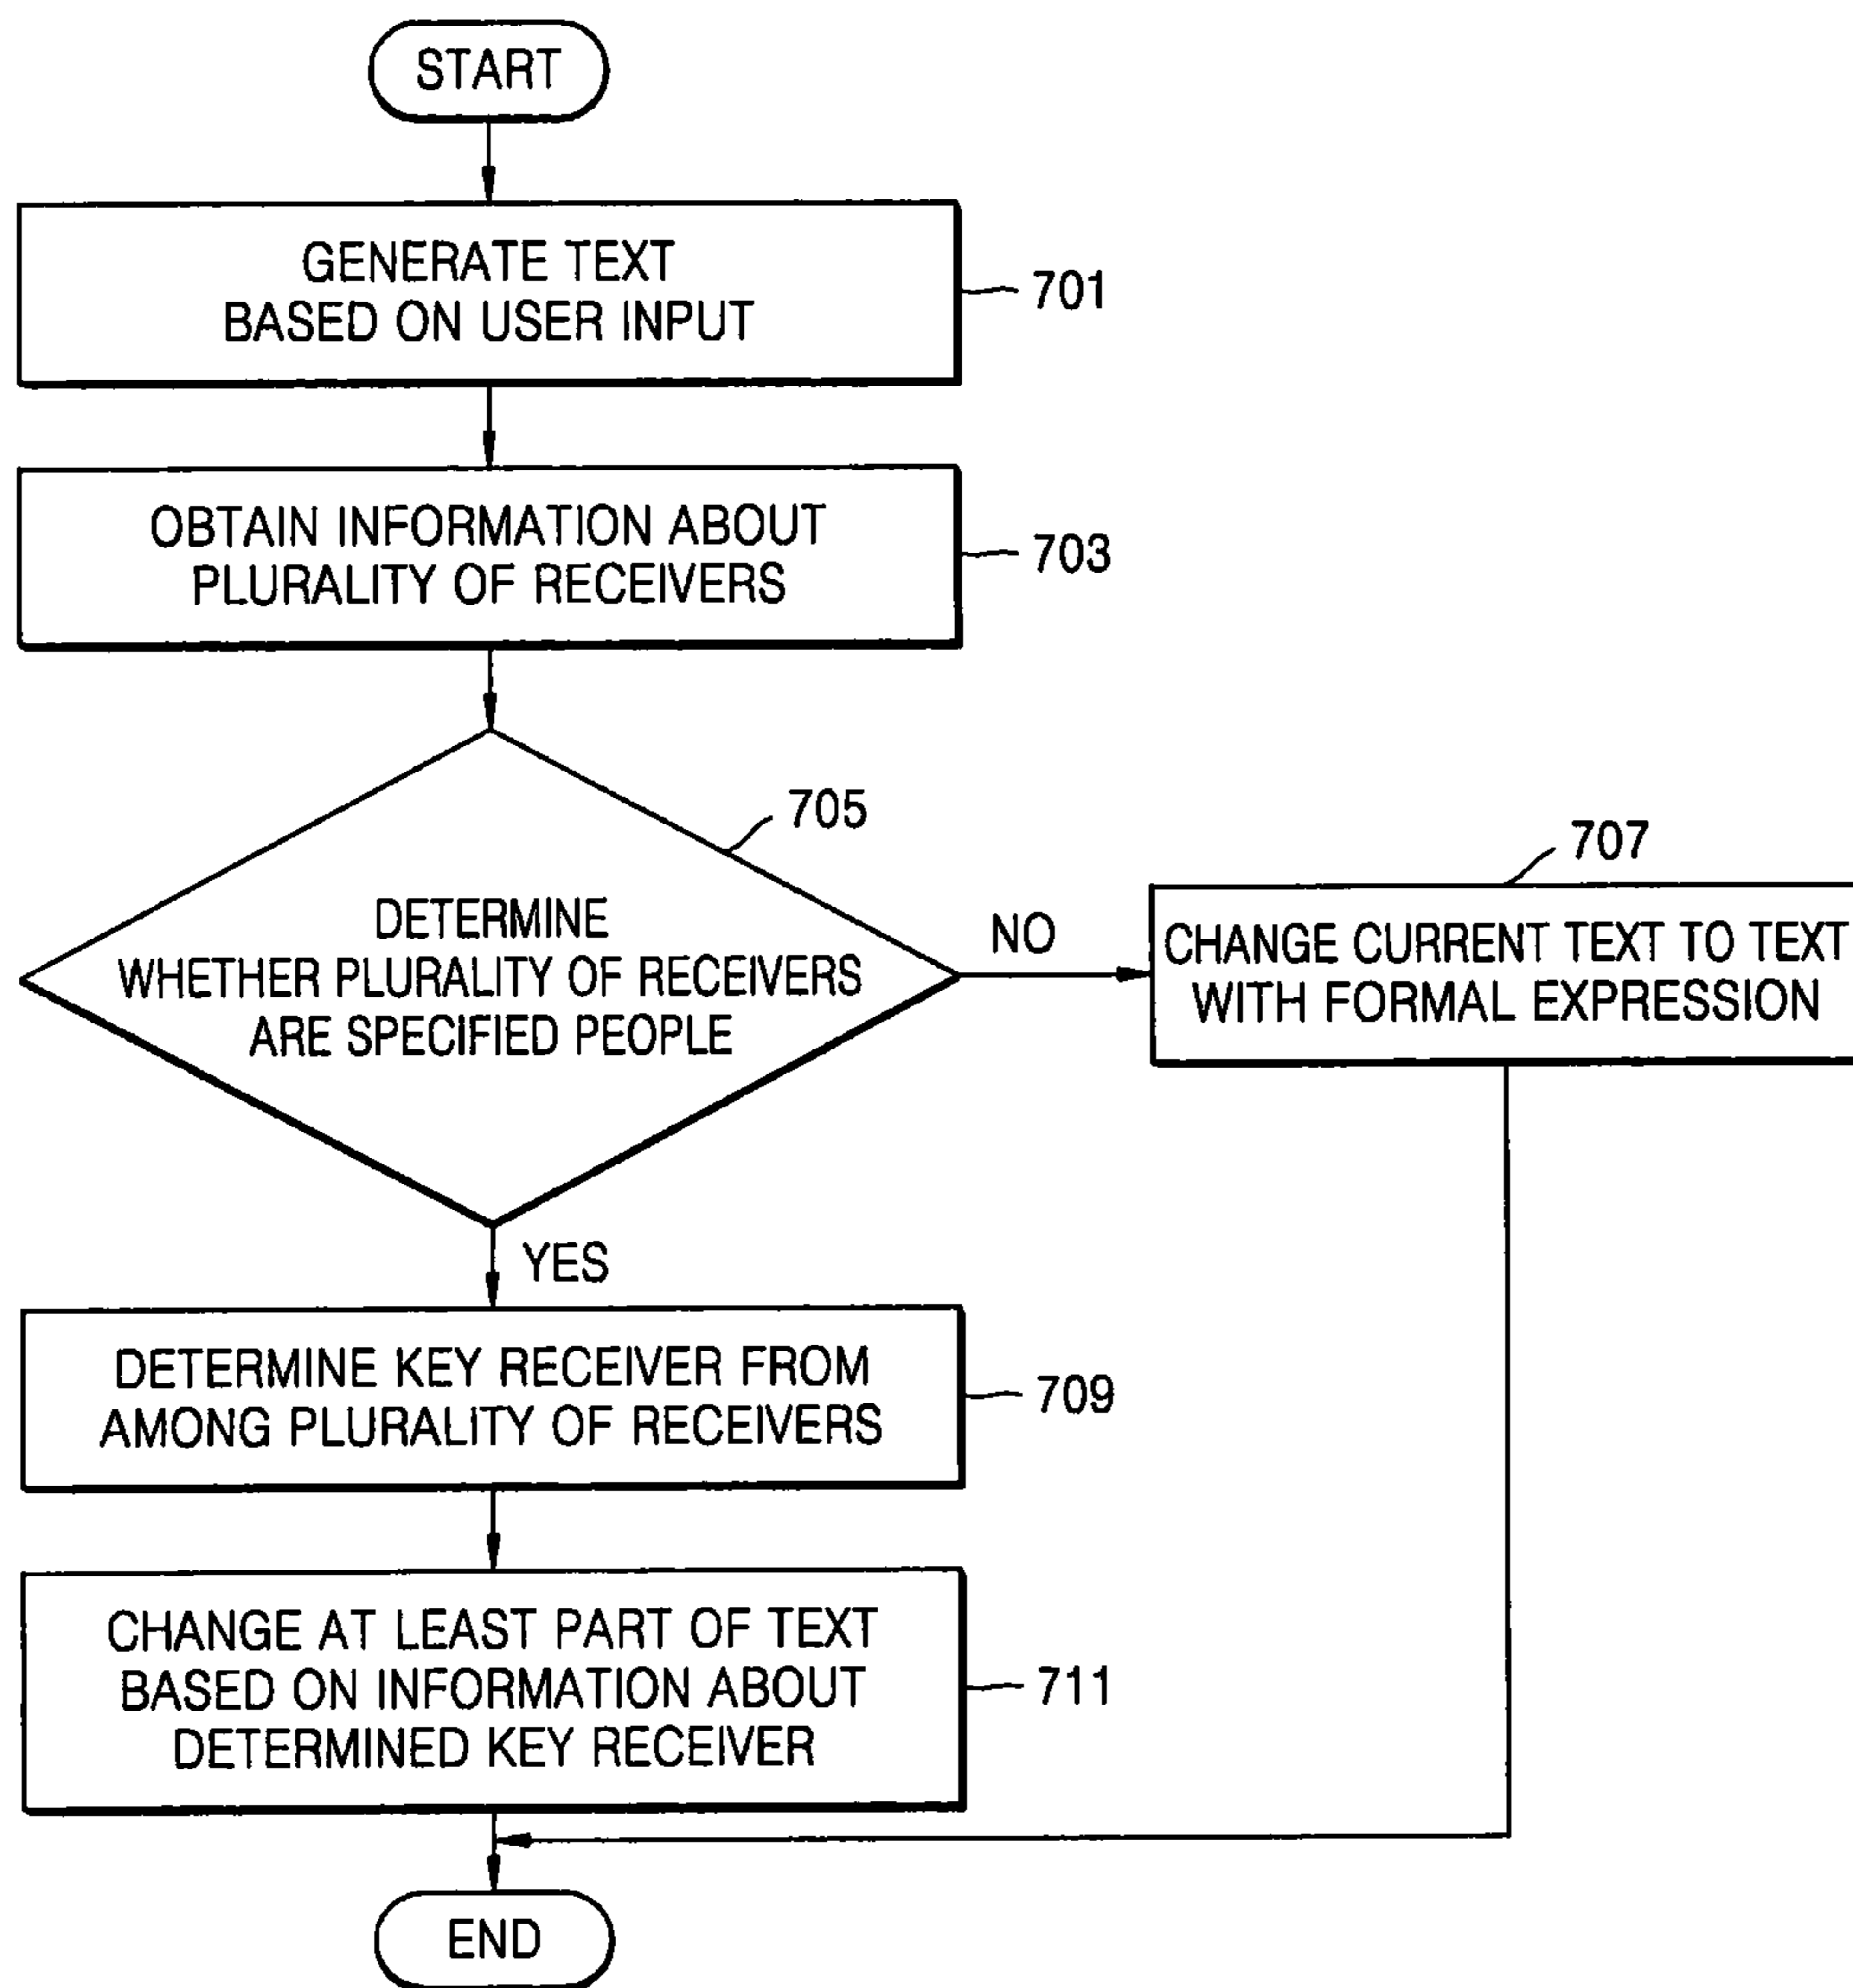 START
GENERATE TEXT
BASED ON USER INPUT
701
OBTAIN INFORMATION ABOUT
PLURALITY OF RECEIVERS
703
705
DETERMINE
WHETHER PLURALITY OF RECEIVERS
ARE SPECIFIED PEOPLE
NO
707
CHANGE CURRENT TEXT TO TEXT
WITH FORMAL EXPRESSION
YES
DETERMINE KEY RECEIVER FROM
AMONG PLURALITY OF RECEIVERS
709
CHANGE AT LEAST PART OF TEXT
BASED ON INFORMATION ABOUT
DETERMINED KEY RECEIVER
711
END